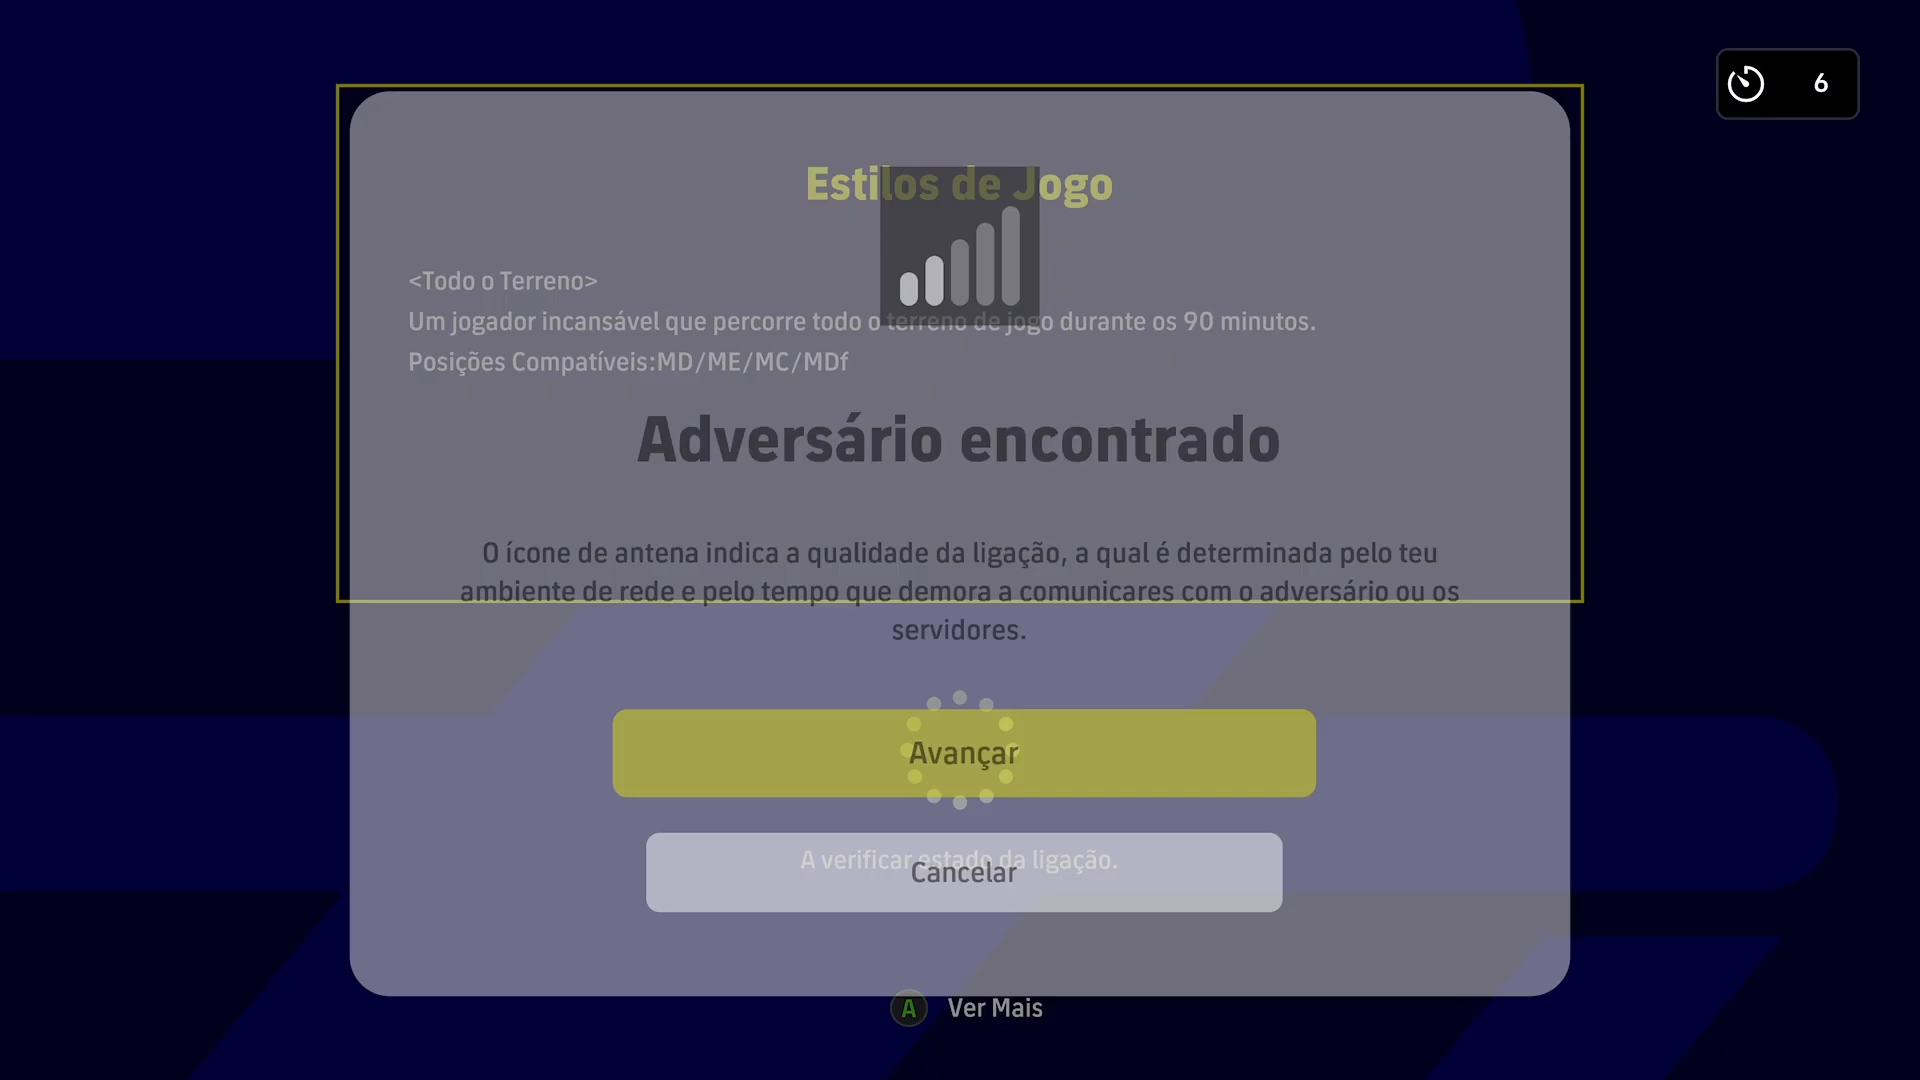 6
Estilos de Jogo
<Todo o Terreno>
Um jogador incansável que percorre todo o terreno de jogo durante os 90 minutos.
Posições Compatíveis:MD/ME/MC/MDf
Adversário encontrado
O ícone de antena indica a qualidade da ligação, a qual é determinada pelo teu
ambiente de rede e pelo tempo que demora a comunicares com o adversário ou os
servidores.
Avançar
A verificar estado da ligação.
Cancelar
A Ver Mais